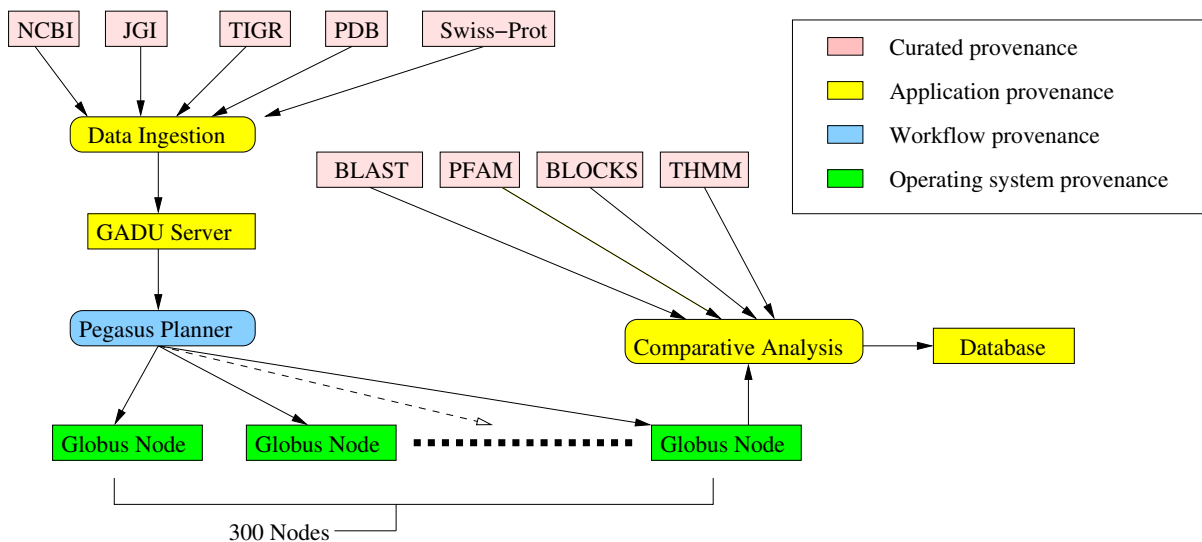 NCBI
JGI
TIGR
PDB
Swiss−Prot
Curated provenance
Application provenance
Workflow provenance
Operating system provenance
Data Ingestion
BLAST
PFAM
BLOCKS
THMM
GADU Server
Pegasus Planner
Comparative Analysis
Database
Globus Node
Globus Node
Globus Node
300 Nodes